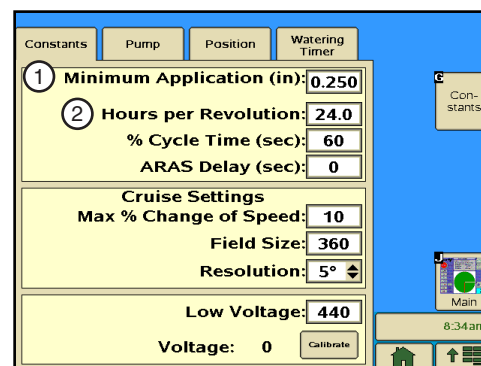 Constants Pump Position Watering Timer
1 Minimum Application (in): 0.250
2 Hours per Revolution: 24.0
% Cycle Time (sec): 60
ARAS Delay (sec): 0
Cruise Settings
Max % Change of Speed: 10
Field Size: 360
Resolution: 5°
Low Voltage: 440
Voltage: 0 Calibrate
G
Con-
stants
J
Main
8:34am